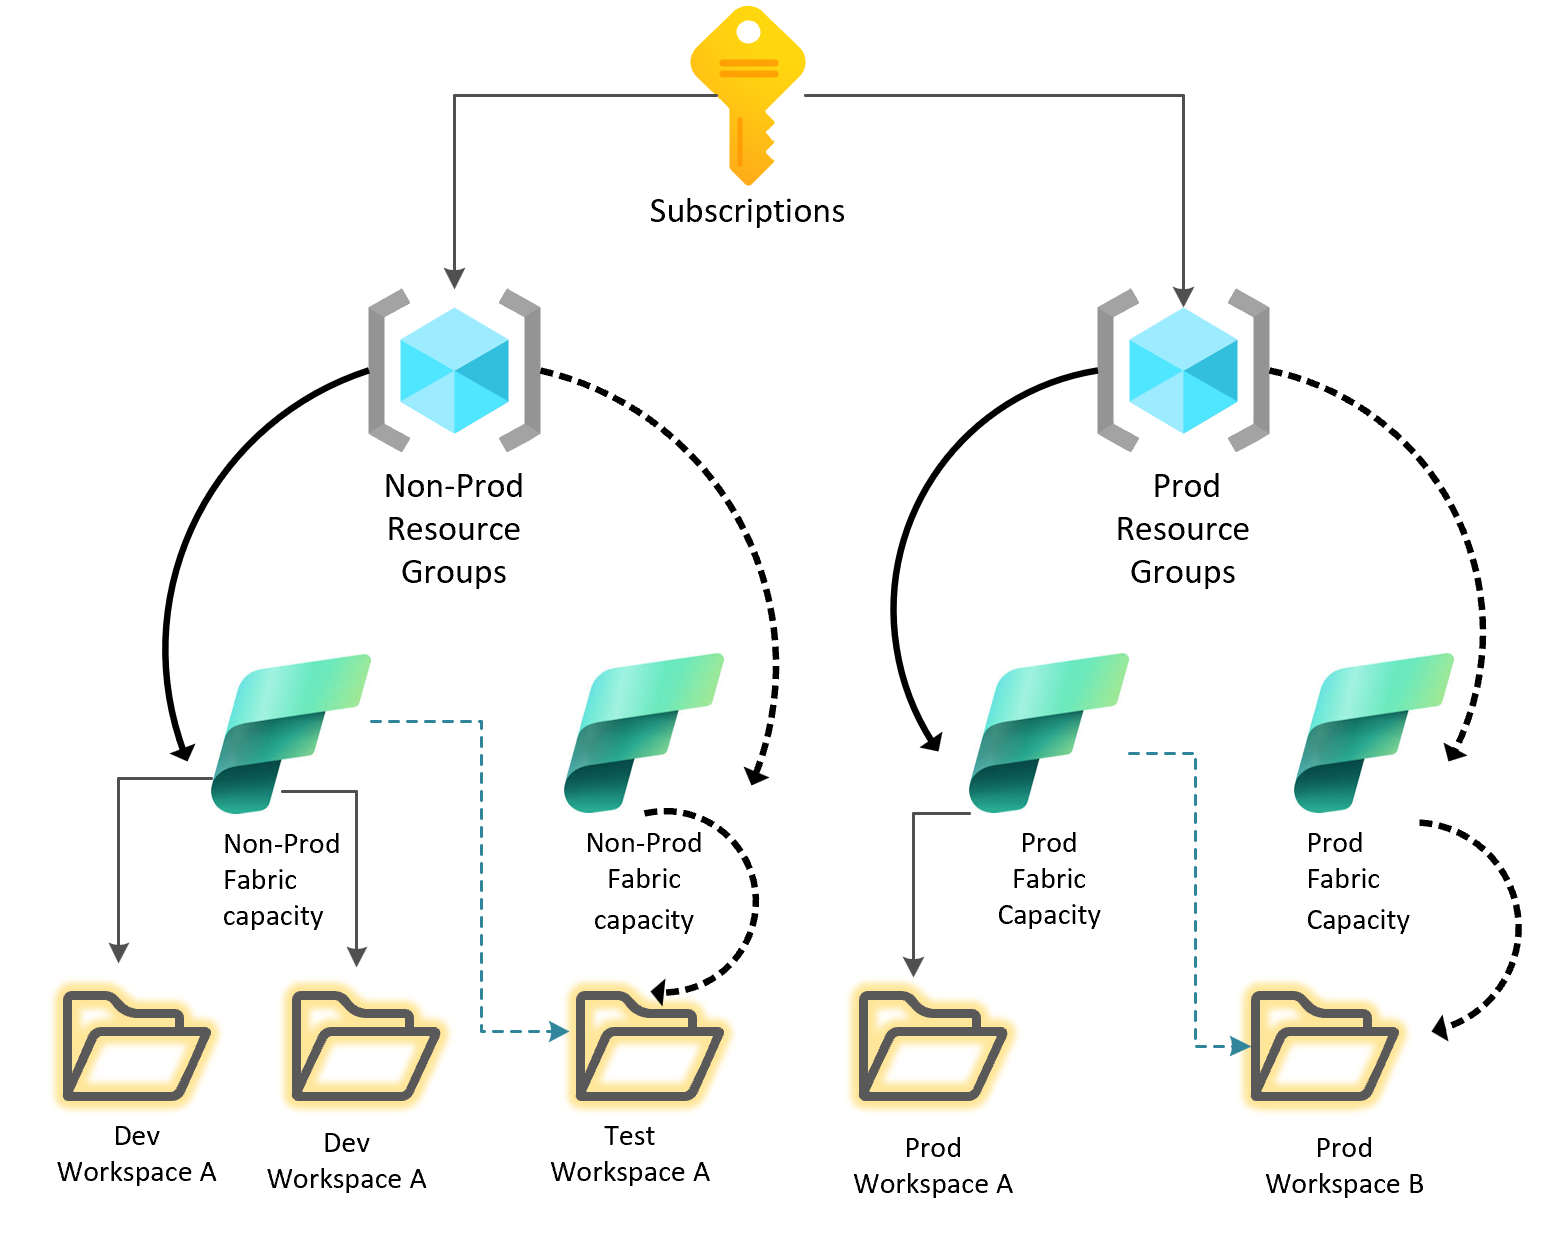 Subscriptions
Non-Prod
Resource
Groups
Prod
Resource
Groups
Non-Prod
Fabric
capacity
Non-Prod
Fabric
capacity
Prod
Fabric
Capacity
Prod
Fabric
Capacity
Dev
Workspace A
Dev
Workspace A
Test
Workspace A
Prod
Workspace A
Prod
Workspace B